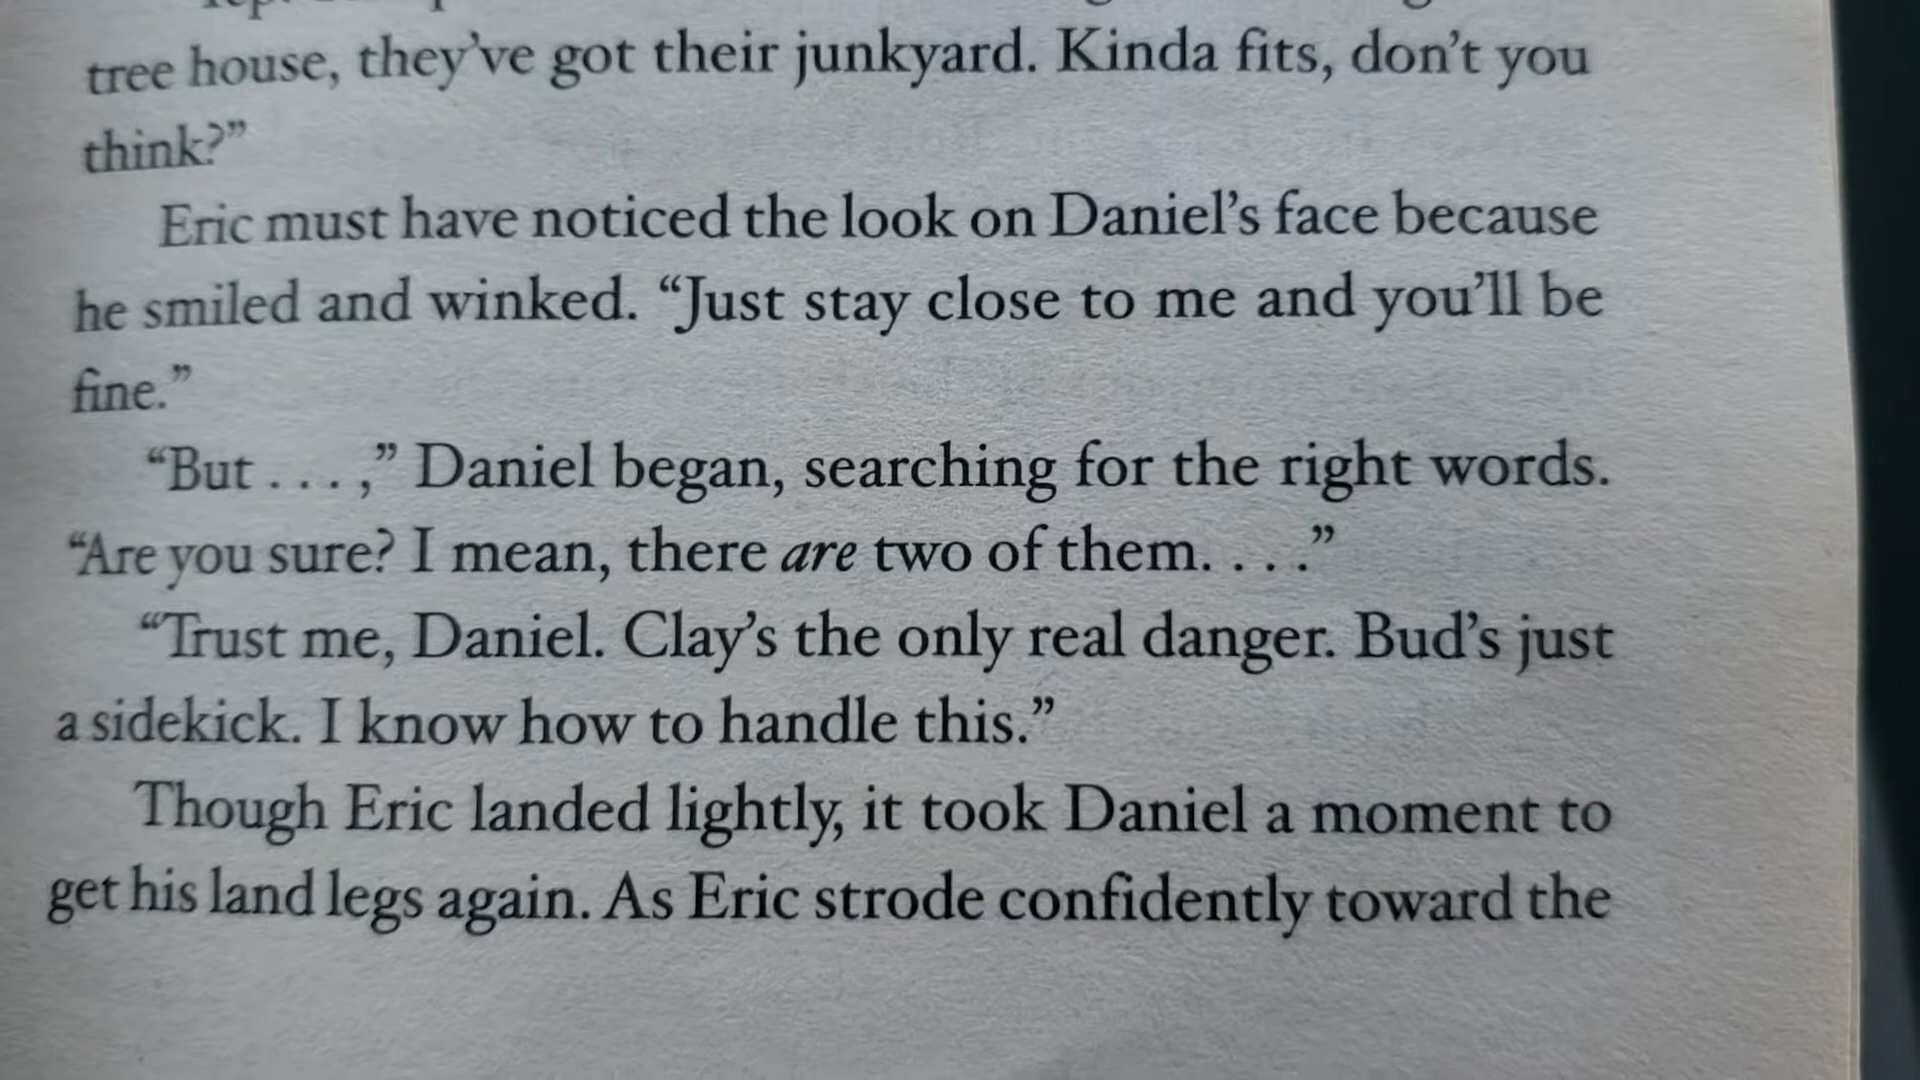 tree house, they’ve got their junkyard. Kinda fits, don’t you
think?”
Eric must have noticed the look on Daniel’s face because
he smiled and winked. “Just stay close to me and you’ll be
fine.”
“But . . . ,” Daniel began, searching for the right words.
“Are you sure? I mean, there are two of them. . . .”
“Trust me, Daniel. Clay’s the only real danger. Bud’s just
a sidekick. I know how to handle this.”
Though Eric landed lightly, it took Daniel a moment to
get his land legs again. As Eric strode confidently toward the